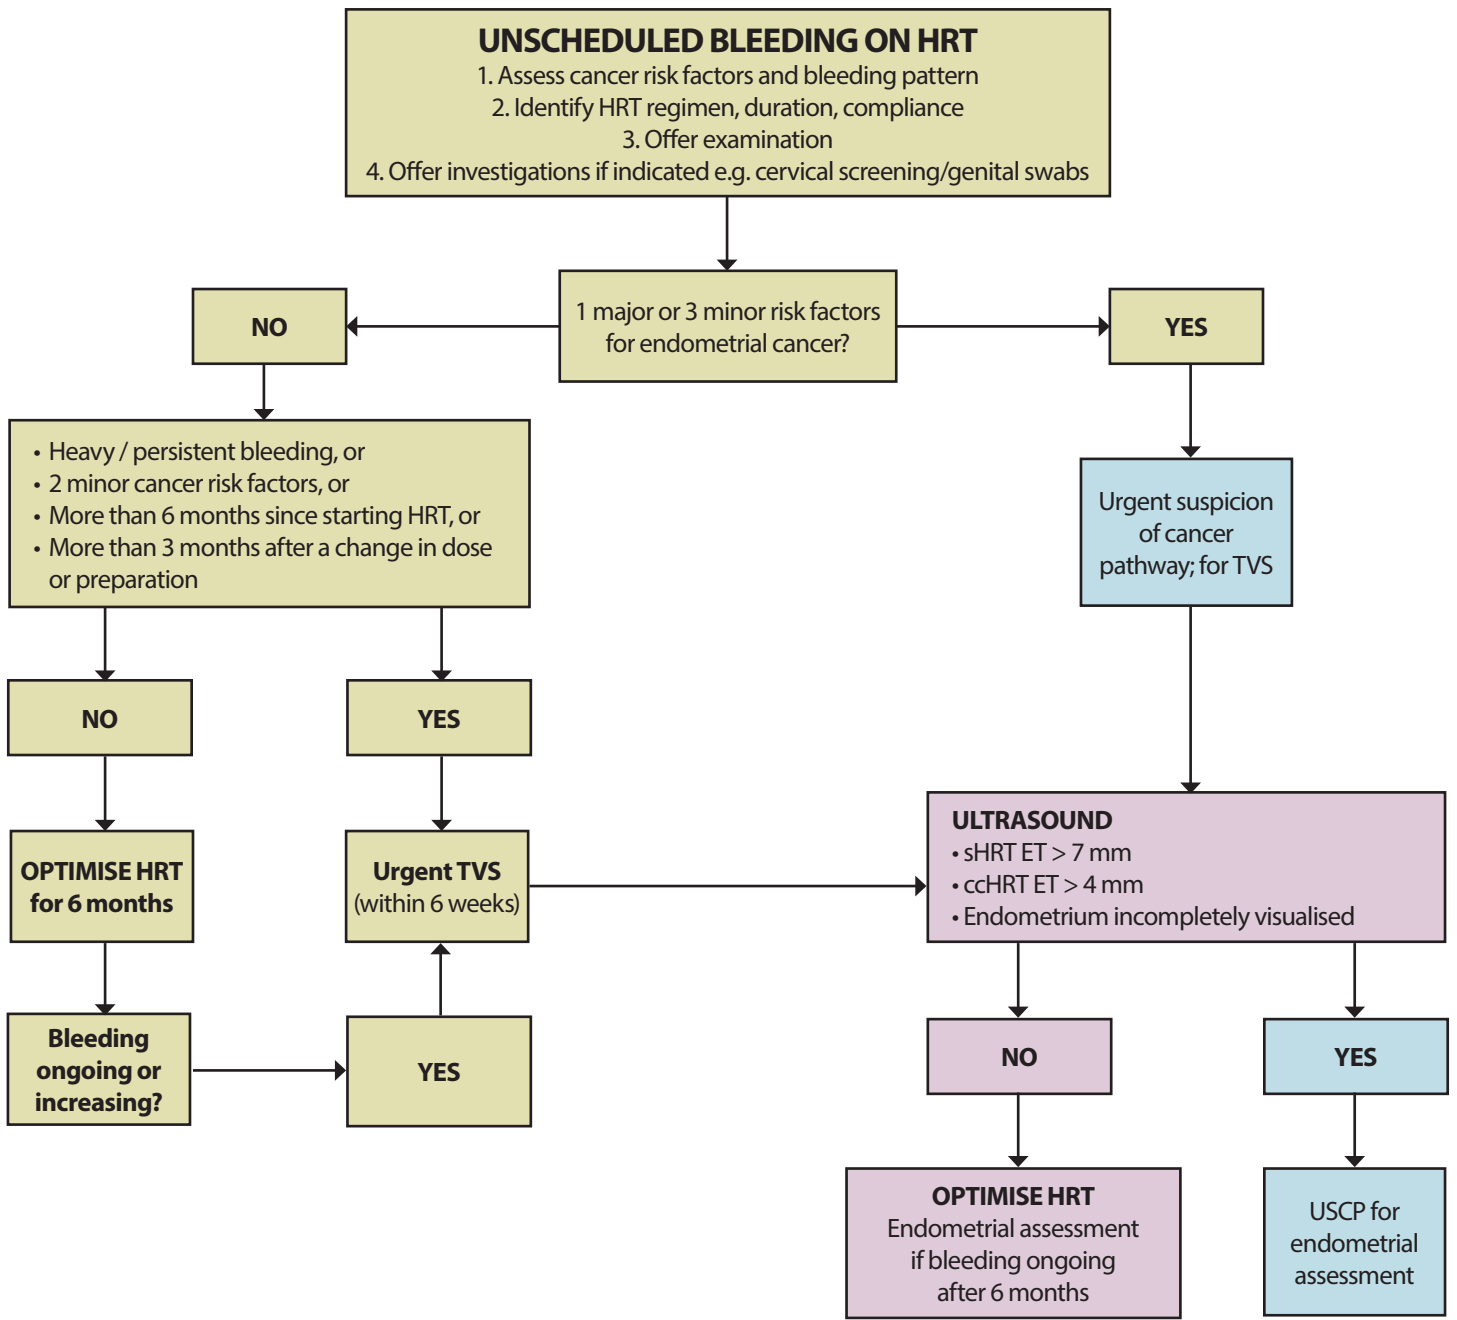 UNSCHEDULED BLEEDING ON HRT
1. Assess cancer risk factors and bleeding pattern
2. Identify HRT regimen, duration, compliance
3. Offer examination
4. Offer investigations if indicated e.g. cervical screening/genital swabs
1 major or 3 minor risk factors
for endometrial cancer?
NO
YES
• Heavy / persistent bleeding, or
• 2 minor cancer risk factors, or
• More than 6 months since starting HRT, or
• More than 3 months after a change in dose
or preparation
Urgent suspicion
of cancer
pathway; for TVS
NO
YES
OPTIMISE HRT
for 6 months
Urgent TVS
(within 6 weeks)
ULTRASOUND
• sHRT ET > 7 mm
• ccHRT ET > 4 mm
• Endometrium incompletely visualised
Bleeding
ongoing or
increasing?
YES
NO
YES
OPTIMISE HRT
Endometrial assessment
if bleeding ongoing
after 6 months
USCP for
endometrial
assessment